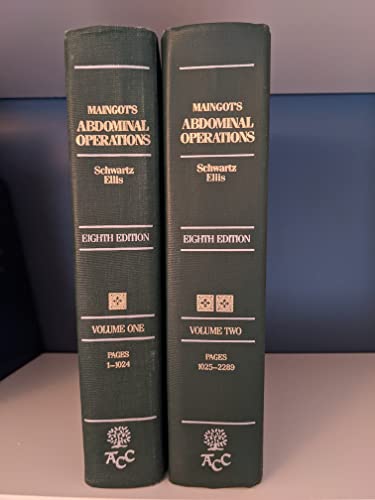 MAINGOT'S
ABDOMINAL
OPERATIONS
Schwartz
Ellis
EIGHTH EDITION
VOLUME ONE
PAGES
1–1024
ACC
MAINGOT'S
ABDOMINAL
OPERATIONS
Schwartz
Ellis
EIGHTH EDITION
VOLUME TWO
PAGES
1025–2289
ACC